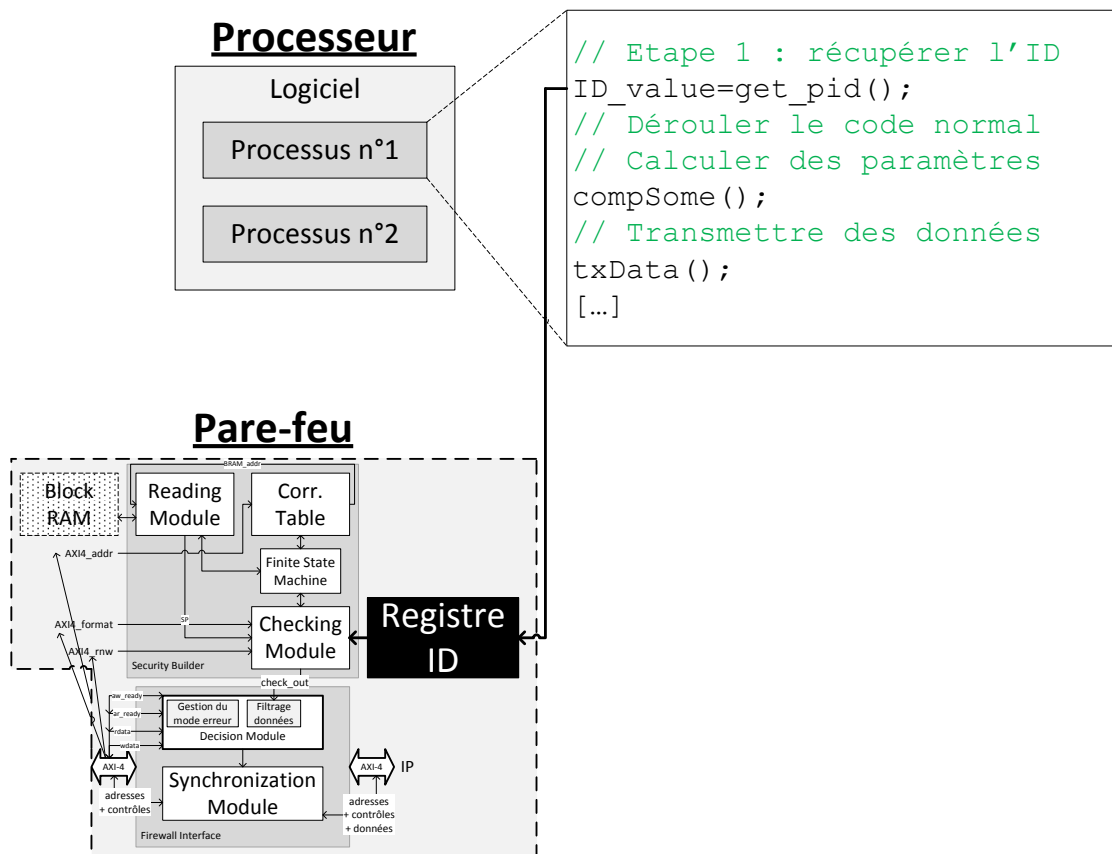 Processeur
Logiciel
Processus n°1
Processus n°2
// Etape 1 : récupérer l’ID
ID_value=get_pid();
// Dérouler le code normal
// Calculer des paramètres
compSome();
// Transmettre des données
txData();
[…]
Pare-feu
BRAM_addr
Block
RAM
Reading
Module
Corr.
Table
AXI4_addr
Finite State
Machine
SP
AXI4_format
AXI4_rnw
Checking
Module
Registre
ID
Security Builder
check_out
aw_ready
ar_ready
rdata
wdata
Gestion du
mode erreur
Filtrage
données
Decision Module
AXI-4
AXI-4
IP
Synchronization
Module
adresses
+ contrôles
adresses
+ contrôles
+ données
Firewall Interface